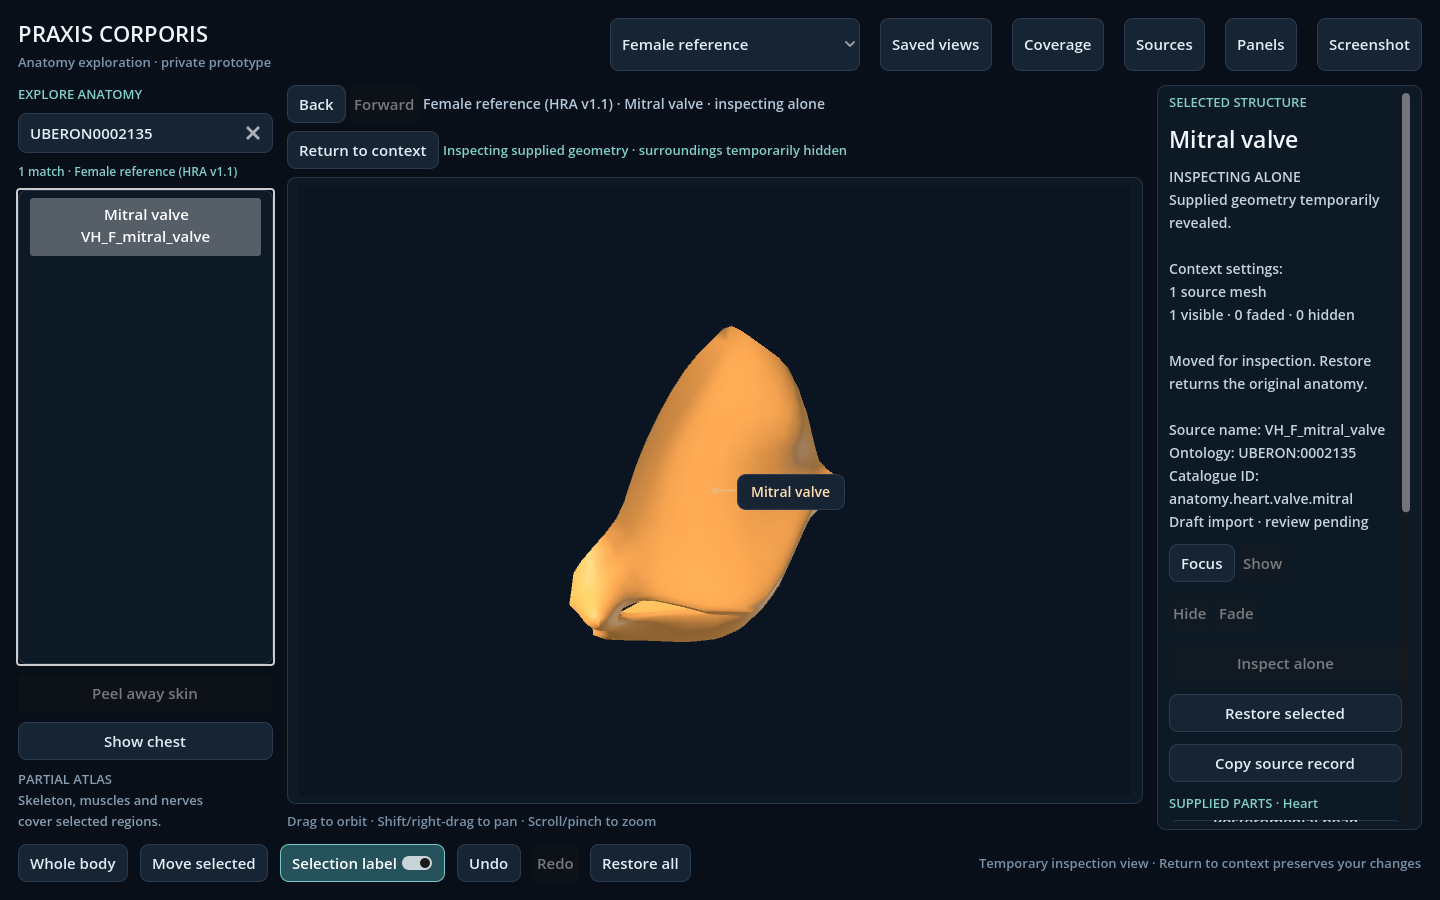 PRAXIS CORPORIS
Anatomy exploration · private prototype
Female reference
Saved views
Coverage
Sources
Panels
Screenshot
EXPLORE ANATOMY
UBERON0002135
1 match · Female reference (HRA v1.1)
Mitral valve
VH_F_mitral_valve
Peel away skin
Show chest
PARTIAL ATLAS
Skeleton, muscles and nerves
cover selected regions.
Back
Forward
Female reference (HRA v1.1) · Mitral valve · inspecting alone
Return to context
Inspecting supplied geometry · surroundings temporarily hidden
Mitral valve
Drag to orbit · Shift/right-drag to pan · Scroll/pinch to zoom
SELECTED STRUCTURE
Mitral valve
INSPECTING ALONE
Supplied geometry temporarily
revealed.
Context settings:
1 source mesh
1 visible · 0 faded · 0 hidden
Moved for inspection. Restore
returns the original anatomy.
Source name: VH_F_mitral_valve
Ontology: UBERON:0002135
Catalogue ID:
anatomy.heart.valve.mitral
Draft import · review pending
Focus
Show
Hide
Fade
Inspect alone
Restore selected
Copy source record
SUPPLIED PARTS · Heart
Whole body
Move selected
Selection label
Undo
Redo
Restore all
Temporary inspection view · Return to context preserves your changes